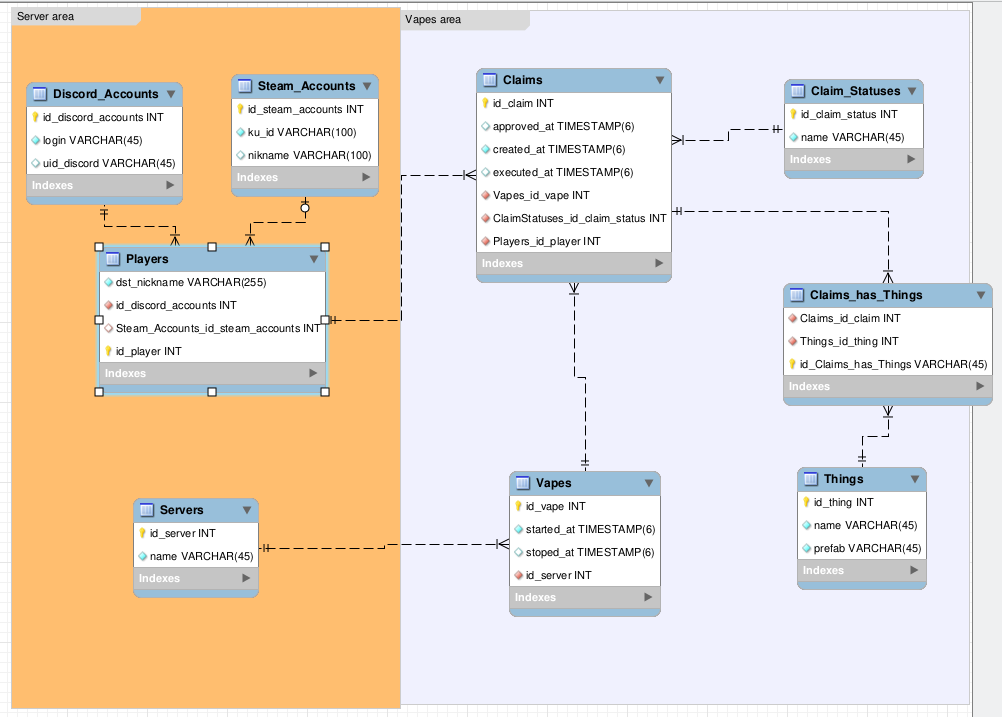 Server area
Vapes area
Discord_Accounts
id_discord_accounts INT
login VARCHAR(45)
uid_discord VARCHAR(45)
Indexes
Steam_Accounts
id_steam_accounts INT
ku_id VARCHAR(100)
nikname VARCHAR(100)
Indexes
Players
dst_nickname VARCHAR(255)
id_discord_accounts INT
Steam_Accounts_id_steam_accounts INT
id_player INT
Indexes
Servers
id_server INT
name VARCHAR(45)
Indexes
Claims
id_claim INT
approved_at TIMESTAMP(6)
created_at TIMESTAMP(6)
executed_at TIMESTAMP(6)
Vapes_id_vape INT
ClaimStatuses_id_claim_status INT
Players_id_player INT
Indexes
Claim_Statuses
id_claim_status INT
name VARCHAR(45)
Indexes
Claims_has_Things
Claims_id_claim INT
Things_id_thing INT
id_Claims_has_Things VARCHAR(45)
Indexes
Vapes
id_vape INT
started_at TIMESTAMP(6)
stoped_at TIMESTAMP(6)
id_server INT
Indexes
Things
id_thing INT
name VARCHAR(45)
prefab VARCHAR(45)
Indexes